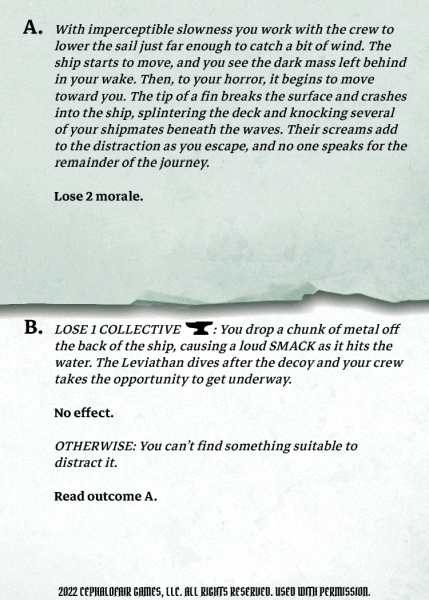 A. With imperceptible slowness you work with the crew to
lower the sail just far enough to catch a bit of wind. The
ship starts to move, and you see the dark mass left behind
in your wake. Then, to your horror, it begins to move
toward you. The tip of a fin breaks the surface and crashes
into the ship, splintering the deck and knocking several
of your shipmates beneath the waves. Their screams add
to the distraction as you escape, and no one speaks for the
remainder of the journey.
Lose 2 morale.
B. LOSE 1 COLLECTIVE : You drop a chunk of metal off
the back of the ship, causing a loud SMACK as it hits the
water. The Leviathan dives after the decoy and your crew
takes the opportunity to get underway.
No effect.
OTHERWISE: You can't find something suitable to
distract it.
Read outcome A.
2022 CEPHALOFAIR GAMES, LLC. ALL RIGHTS RESERVED. USED WITH PERMISSION.